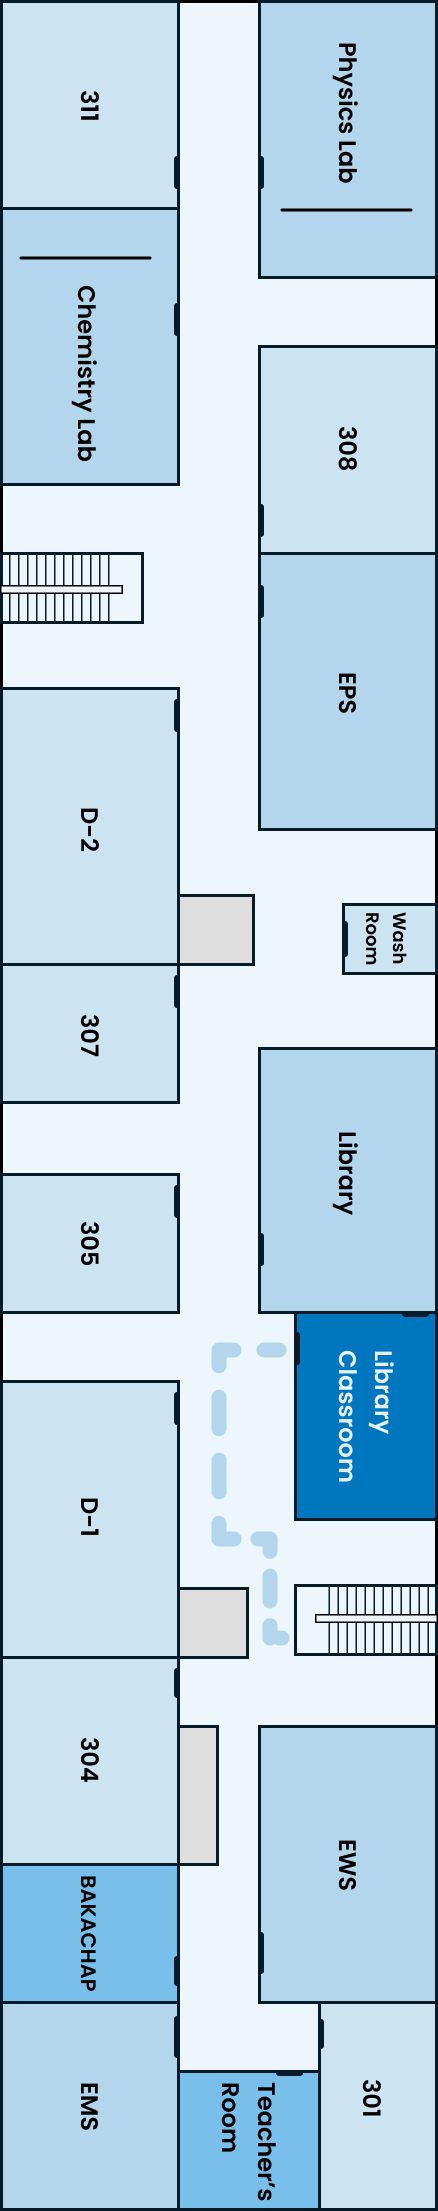 311
Physics Lab
Chemistry Lab
308
EPS
D-2
Wash
Room
307
Library
305
Library
Classroom
D-1
304
EWS
BAKACHAP
EMS
Teacher's
Room
301